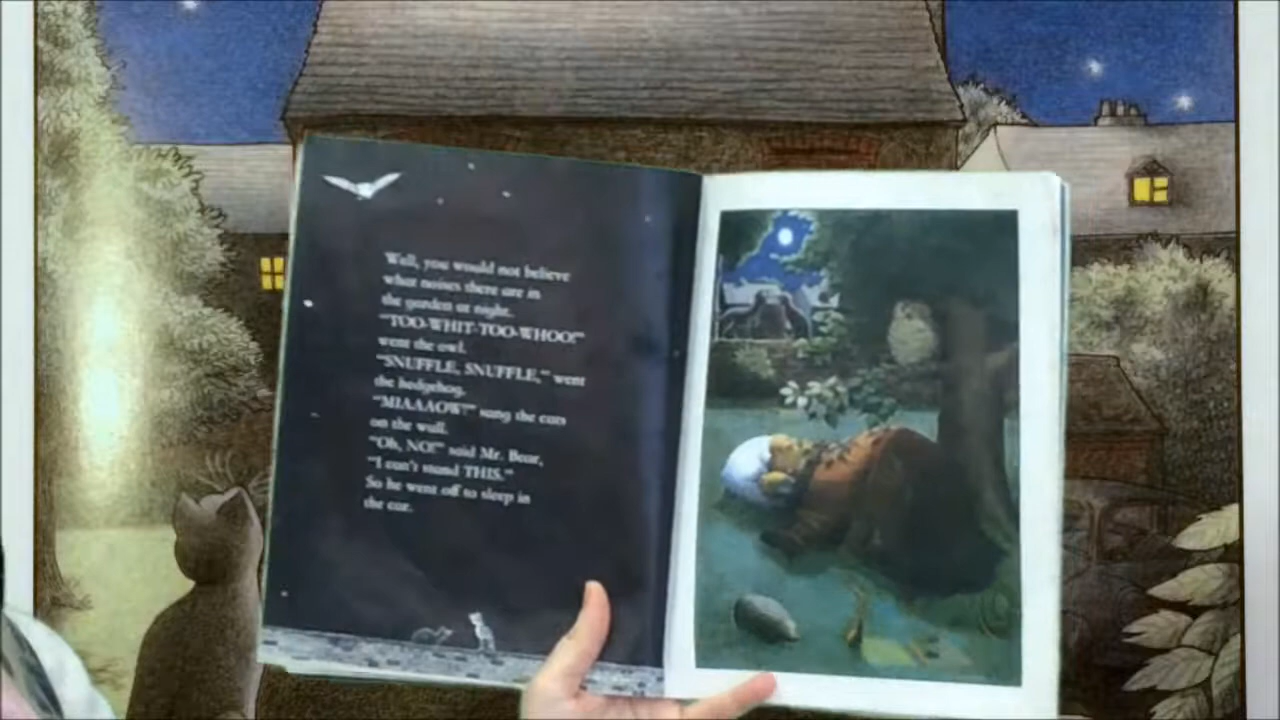 Well, you would not believe
what noises there are in
the garden at night.
"TOO-WHIT-TOO-WHOO!"
went the owl.
"SNUFFLE, SNUFFLE," went
the hedgehog.
"MIAAAOW!" sang the cats
on the wall.
"Oh, NO!" said Mr. Bear,
"I can't stand THIS."
So he went off to sleep in
the car.